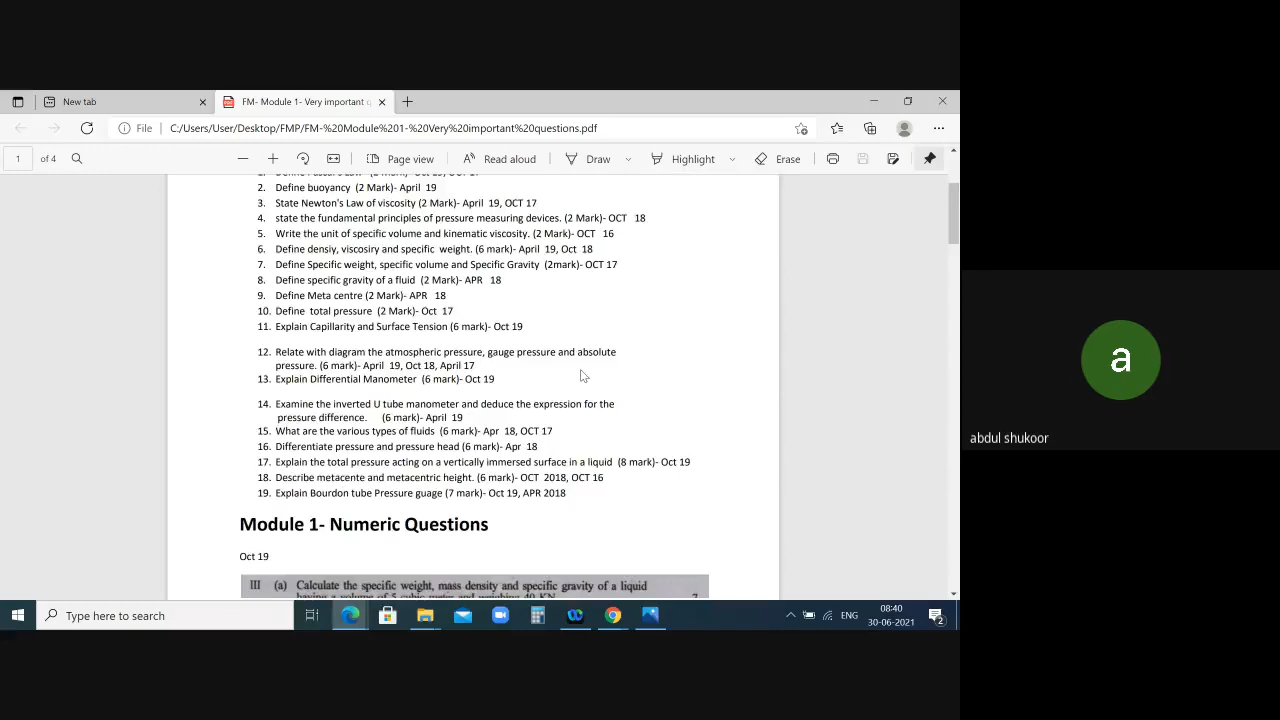 New tab
FM- Module 1- Very important q
File
C:/Users/User/Desktop/FMP/FM-%20Module%201-%20Very%20important%20questions.pdf
1 of 4
Page view
Read aloud
Draw
Highlight
Erase
2. Define buoyancy (2 Mark)- April 19
3. State Newton's Law of viscosity (2 Mark)- April 19, OCT 17
4. state the fundamental principles of pressure measuring devices. (2 Mark)- OCT 18
5. Write the unit of specific volume and kinematic viscosity. (2 Mark)- OCT 16
6. Define densiy, viscosiry and specific weight. (6 mark)- April 19, Oct 18
7. Define Specific weight, specific volume and Specific Gravity (2mark)- OCT 17
8. Define specific gravity of a fluid (2 Mark)- APR 18
9. Define Meta centre (2 Mark)- APR 18
10. Define total pressure (2 Mark)- Oct 17
11. Explain Capillarity and Surface Tension (6 mark)- Oct 19
12. Relate with diagram the atmospheric pressure, gauge pressure and absolute
pressure. (6 mark)- April 19, Oct 18, April 17
13. Explain Differential Manometer (6 mark)- Oct 19
14. Examine the inverted U tube manometer and deduce the expression for the
pressure difference. (6 mark)- April 19
15. What are the various types of fluids (6 mark)- Apr 18, OCT 17
16. Differentiate pressure and pressure head (6 mark)- Apr 18
17. Explain the total pressure acting on a vertically immersed surface in a liquid (8 mark)- Oct 19
18. Describe metacente and metacentric height. (6 mark)- OCT 2018, OCT 16
19. Explain Bourdon tube Pressure guage (7 mark)- Oct 19, APR 2018
Module 1- Numeric Questions
Oct 19
III (a) Calculate the specific weight, mass density and specific gravity of a liquid
having a volume of 5 cubic meter and weighing 40 KN
Type here to search
ENG
08:40
30-06-2021
2
a
abdul shukoor